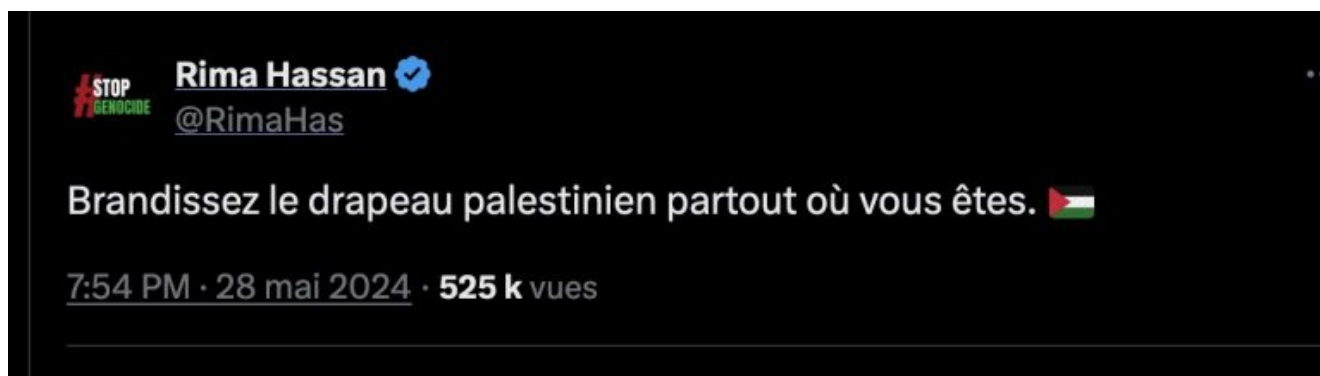 #STOP
GENOCIDE
Rima Hassan
@RimaHas
Brandissez le drapeau palestinien partout où vous êtes. 🇵🇸
7:54 PM · 28 mai 2024 · 525 k vues